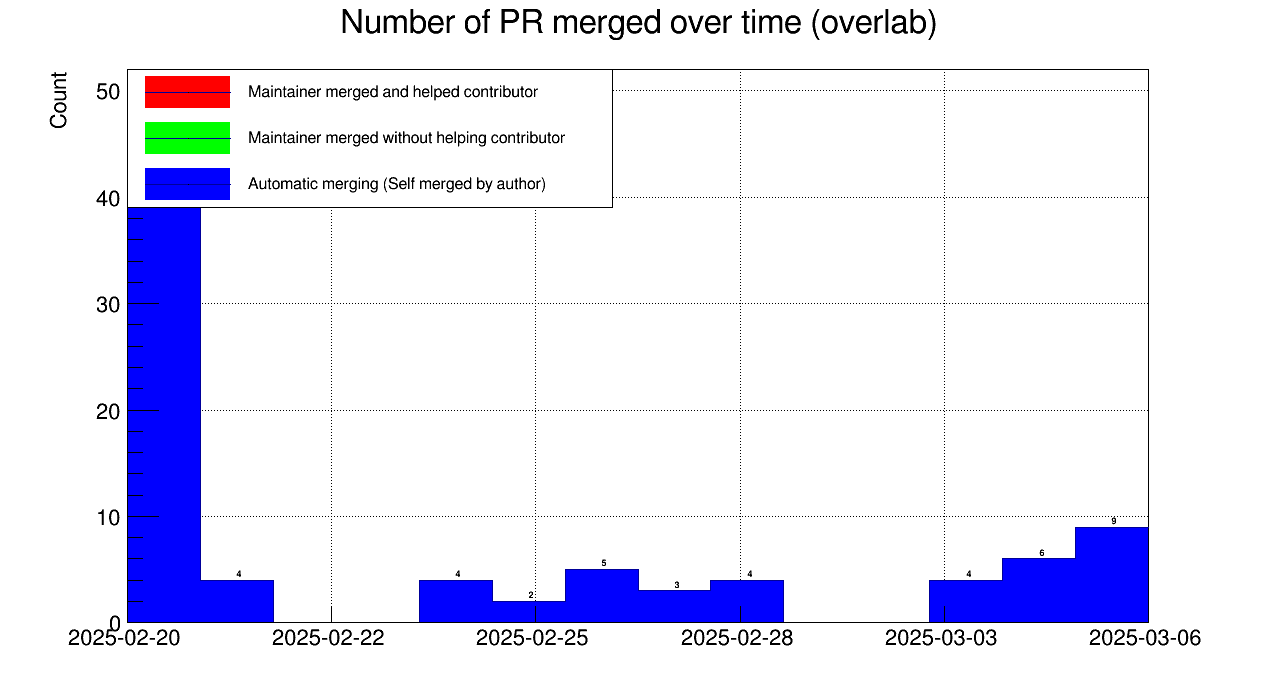 Number of PR merged over time (overlab)
Count
50
40
30
20
10
0
Maintainer merged and helped contributor
Maintainer merged without helping contributor
Automatic merging (Self merged by author)
4
4
2
5
3
4
4
6
9
2025-02-20 2025-02-22 2025-02-25 2025-02-28 2025-03-03 2025-03-06